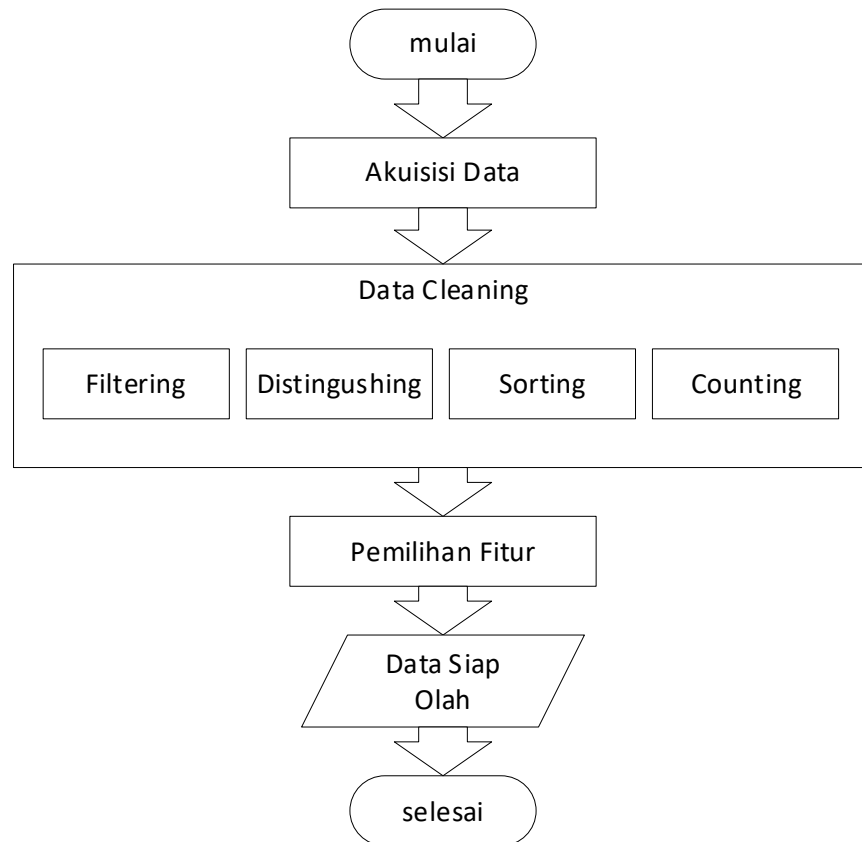 mulai
Akuisisi Data
Data Cleaning
Filtering
Distingushing
Sorting
Counting
Pemilihan Fitur
Data Siap
Olah
selesai